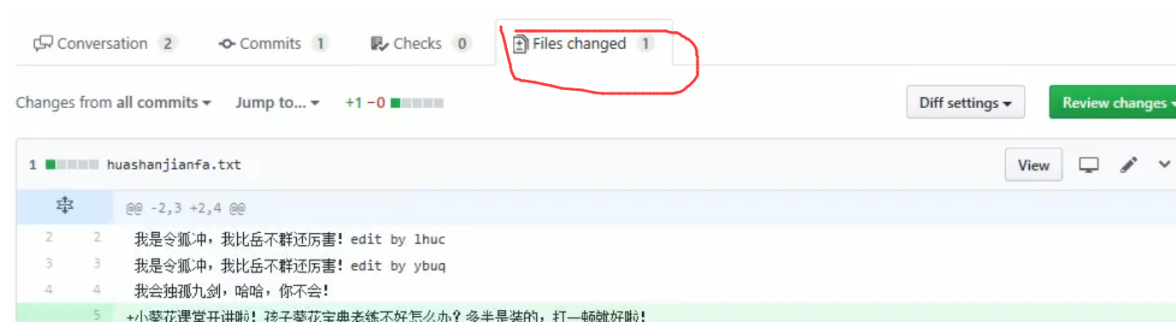 Conversation 2 Commits 1 Checks 0 Files changed 1
Changes from all commits Jump to... +1 −0 Diff settings Review changes
1 huashanjianfa.txt View
@@ -2,3 +2,4 @@
2 2 我是令狐冲，我比岳不群还厉害！edit by lhuc
3 3 我是令狐冲，我比岳不群还厉害！edit by ybuq
4 4 我会独孤九剑，哈哈，你不会！
5 +小葵花课堂开讲啦！孩子葵花宝典老练不好怎么办？多半是装的，打一顿就好啦！